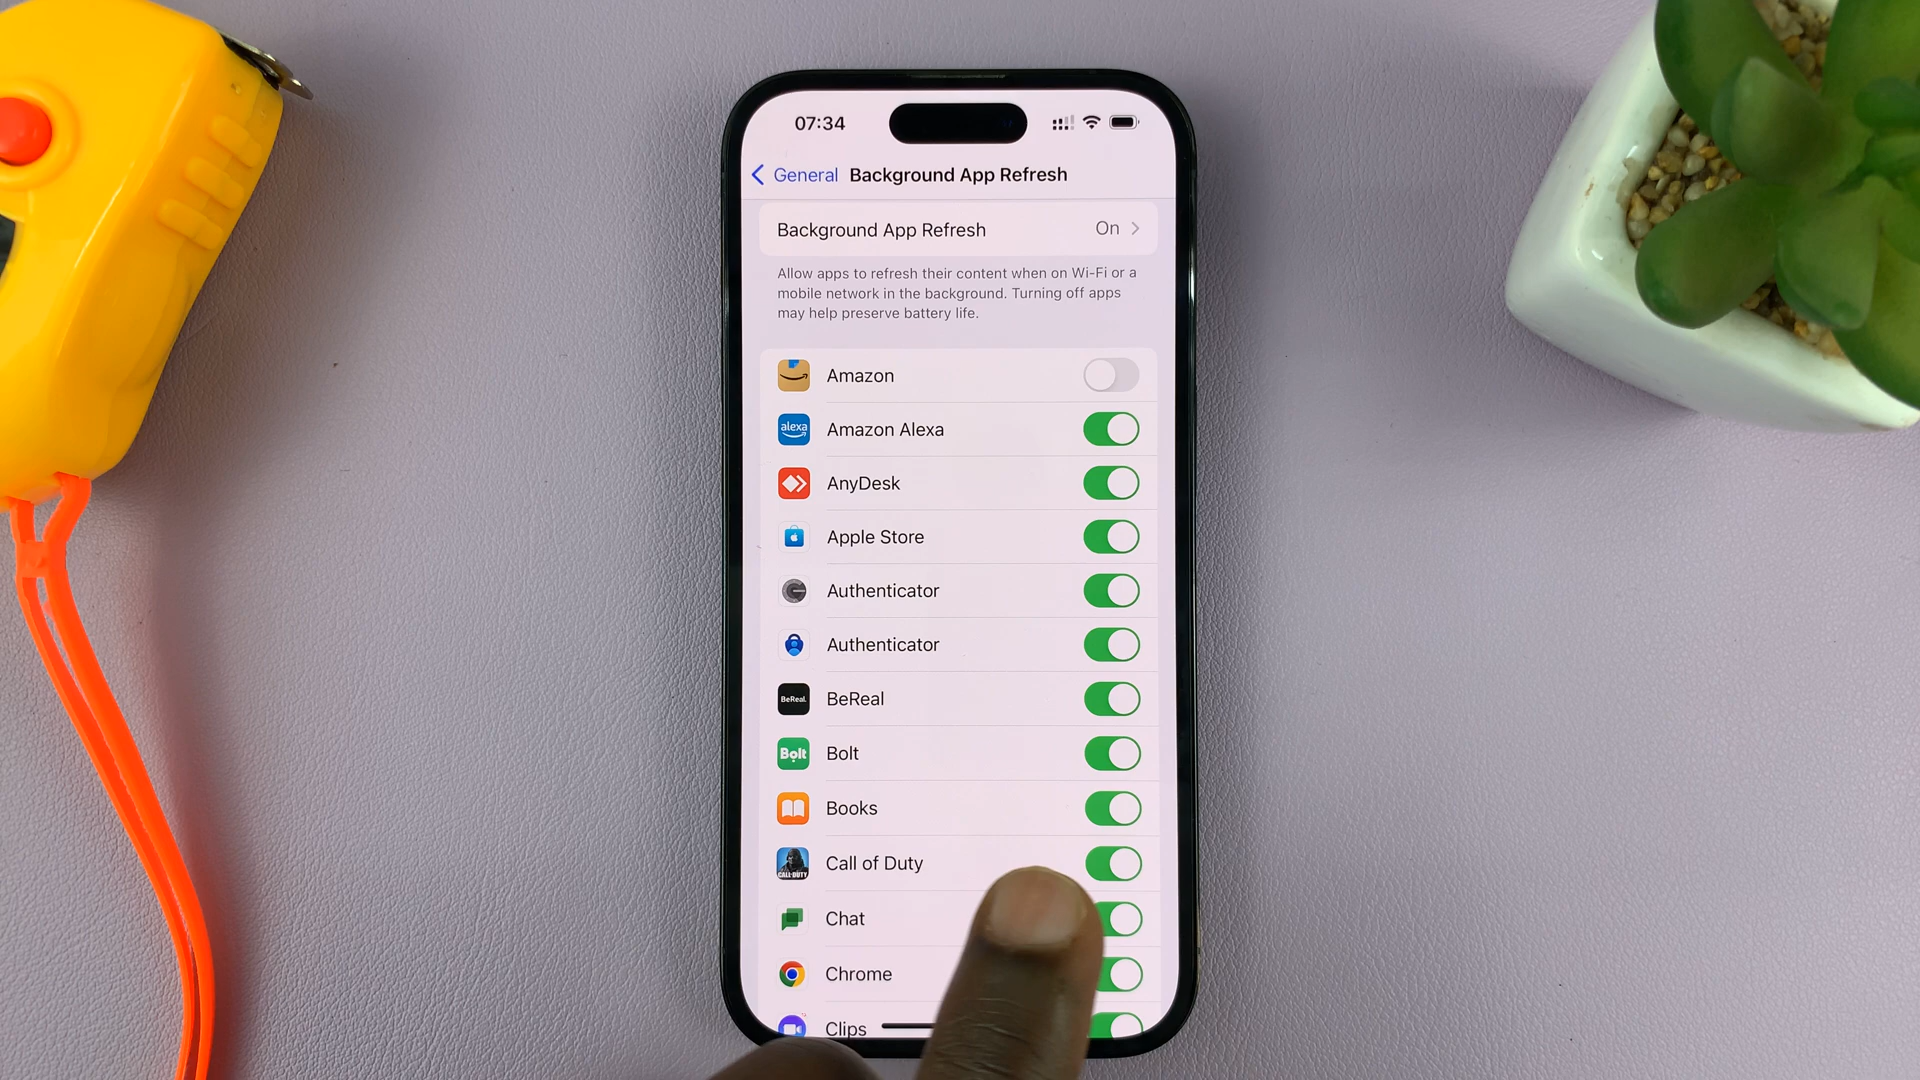 07:34
General Background App Refresh
Background App Refresh On
Allow apps to refresh their content when on Wi-Fi or a
mobile network in the background. Turning off apps
may help preserve battery life.
Amazon
alexa Amazon Alexa
AnyDesk
Apple Store
Authenticator
Authenticator
BeReal. BeReal
Bolt Bolt
Books
CALL·DUTY Call of Duty
Chat
Chrome
Clips